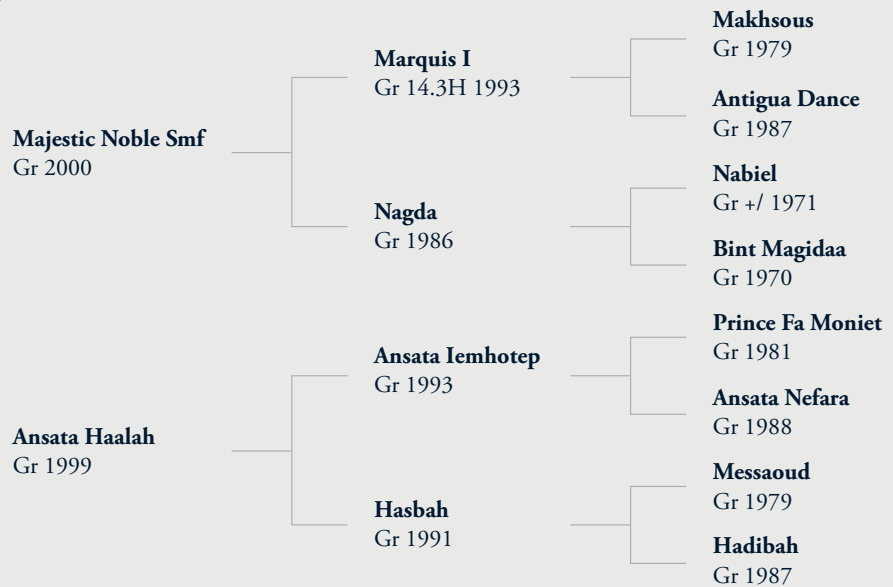 Majestic Noble Smf
Gr 2000
Ansata Haalah
Gr 1999
Marquis I
Gr 14.3H 1993
Nagda
Gr 1986
Ansata Iemhotep
Gr 1993
Hasbah
Gr 1991
Makhsous
Gr 1979
Antigua Dance
Gr 1987
Nabiel
Gr +/ 1971
Bint Magidaa
Gr 1970
Prince Fa Moniet
Gr 1981
Ansata Nefara
Gr 1988
Messaoud
Gr 1979
Hadibah
Gr 1987